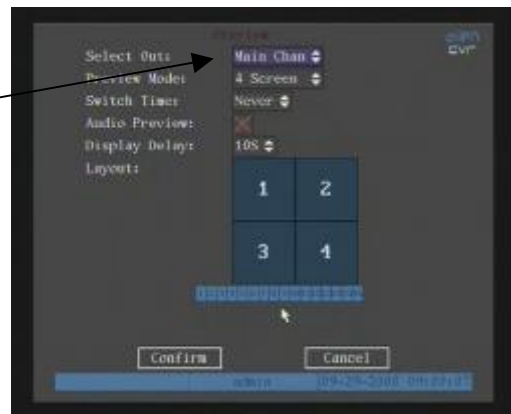 Preview
Select Out: Main Chan
Preview Mode: 4 Screen
Switch Time: Never
Audio Preview:
Display Delay: 10S
Layout:
1 2
3 4
Confirm Cancel
admin